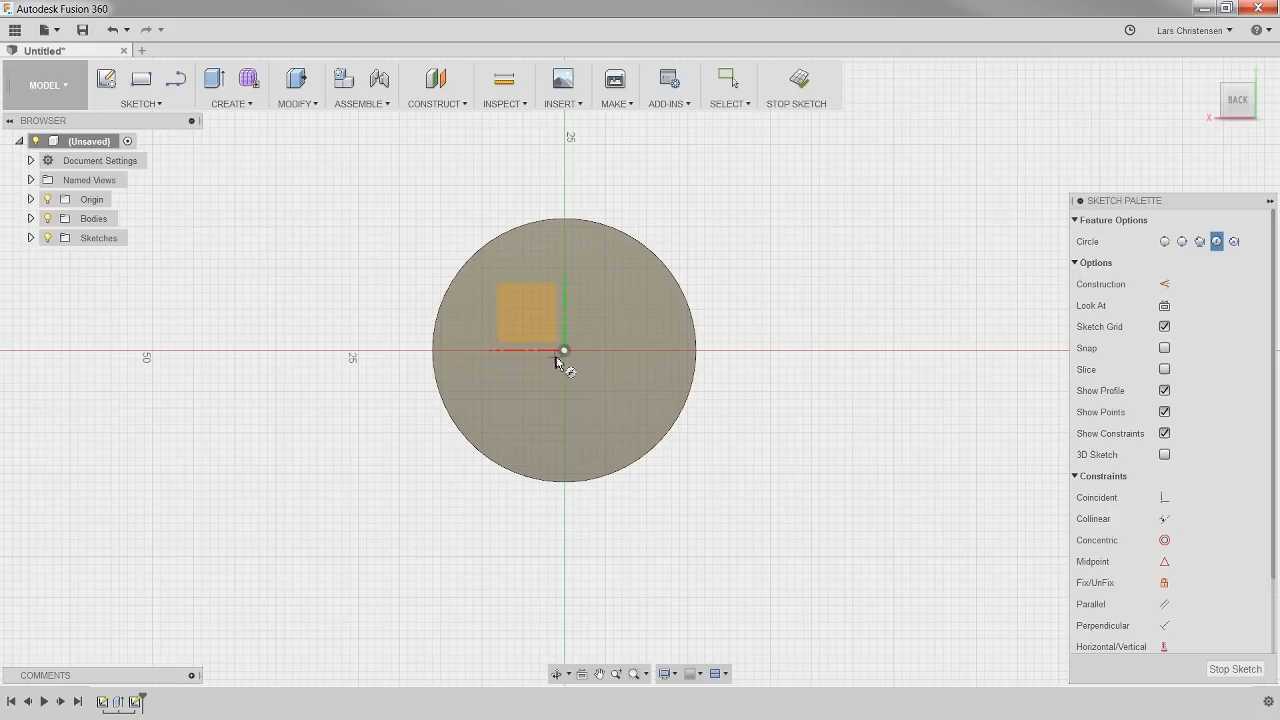 Autodesk Fusion 360
Lars Christensen
Untitled*
MODEL
SKETCH
CREATE
MODIFY
ASSEMBLE
CONSTRUCT
INSPECT
INSERT
MAKE
ADD-INS
SELECT
STOP SKETCH
BACK
X
BROWSER
(Unsaved)
Document Settings
Named Views
Origin
Bodies
Sketches
25
50
25
SKETCH PALETTE
Feature Options
Circle
Options
Construction
Look At
Sketch Grid
Snap
Slice
Show Profile
Show Points
Show Constraints
3D Sketch
Constraints
Coincident
Collinear
Concentric
Midpoint
Fix/UnFix
Parallel
Perpendicular
Horizontal/Vertical
Stop Sketch
COMMENTS